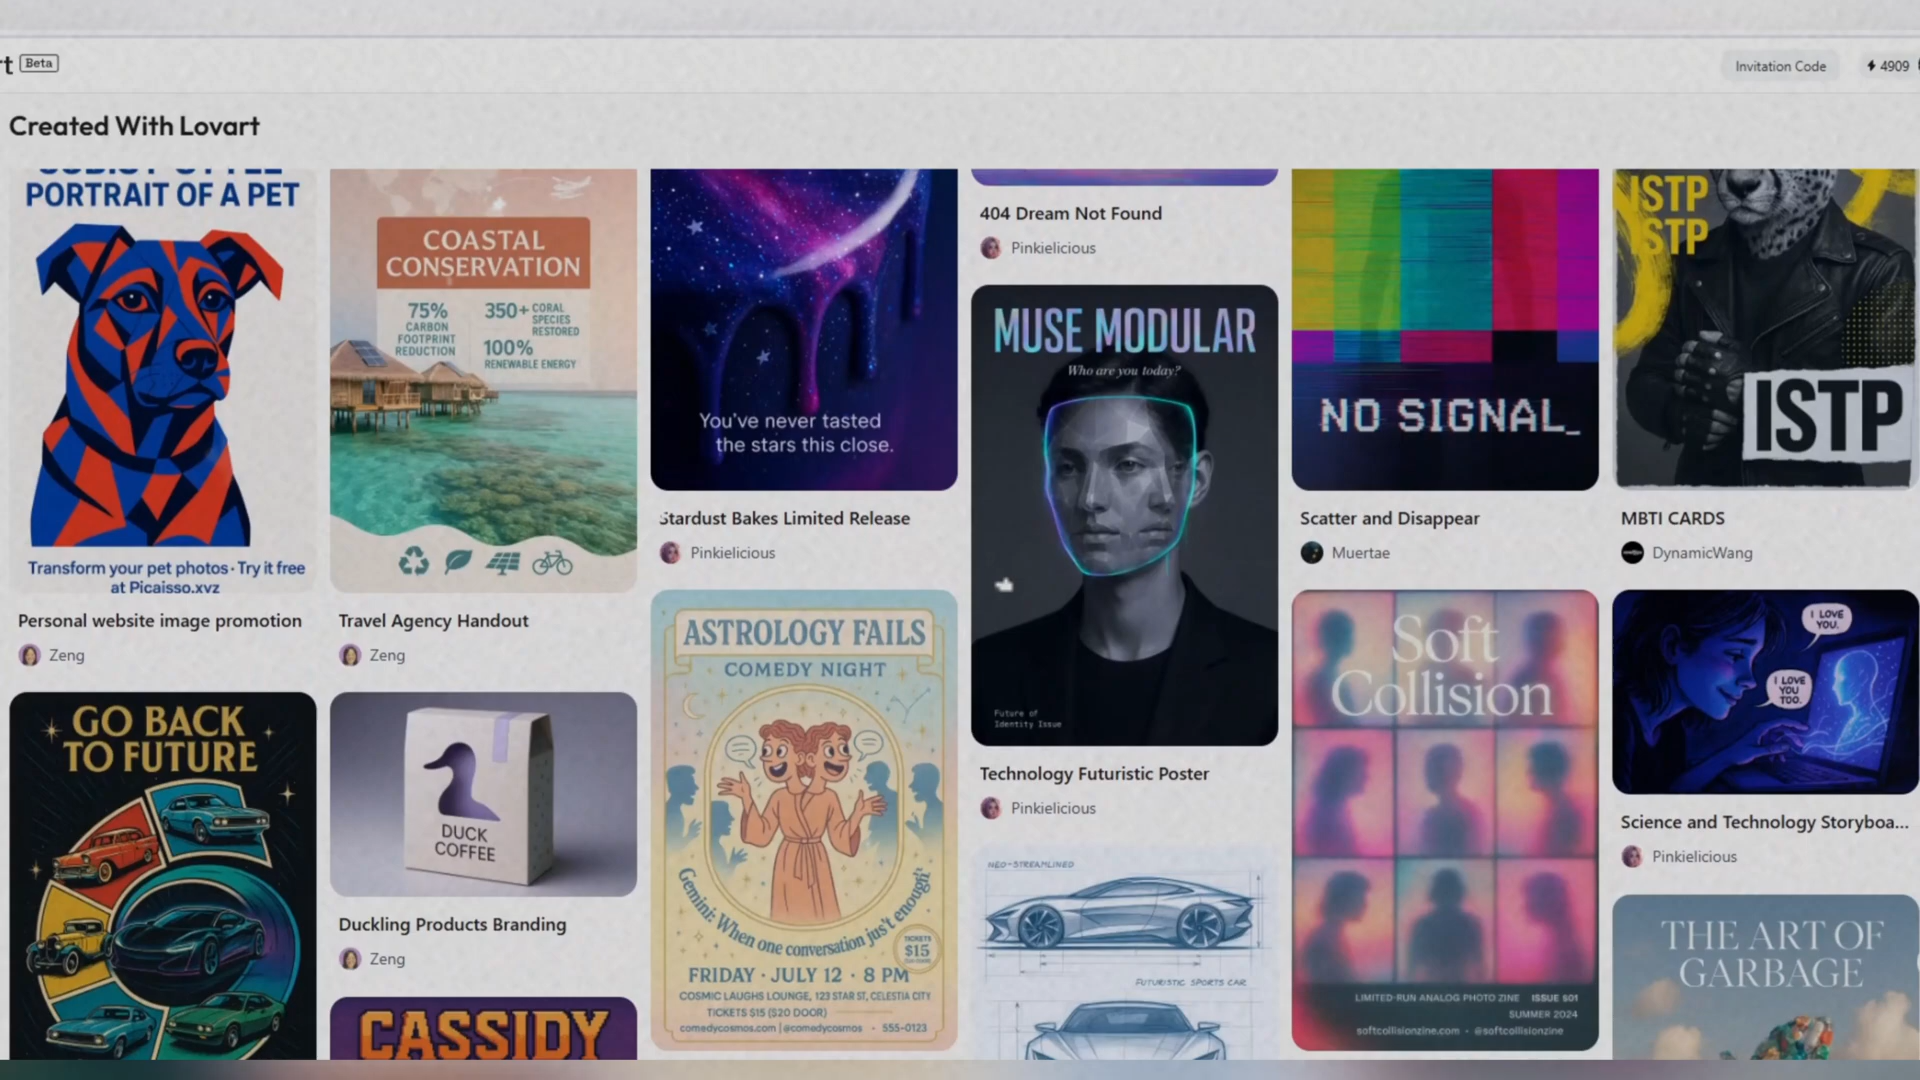 Beta
Invitation Code
4909
Created With Lovart
PORTRAIT OF A PET
Transform your pet photos · Try it free
at Picaisso.xvz
Personal website image promotion
Zeng
GO BACK
TO FUTURE
COASTAL
CONSERVATION
75%
CARBON
FOOTPRINT
REDUCTION
350+ CORAL
SPECIES
RESTORED
100%
RENEWABLE ENERGY
Travel Agency Handout
Zeng
DUCK
COFFEE
Duckling Products Branding
Zeng
CASSIDY
You've never tasted
the stars this close.
Stardust Bakes Limited Release
Pinkielicious
ASTROLOGY FAILS
COMEDY NIGHT
Gemini: When one conversation jus't enough
TICKETS
$15
FRIDAY · JULY 12 · 8 PM
COSMIC LAUGHS LOUNGE, 123 STAR ST, CELESTIA CITY
TICKETS $15 ($20 DOOR)
comedycosmos.com | @comedycosmos · 555-0123
404 Dream Not Found
Pinkielicious
MUSE MODULAR
Who are you today?
Future of
Identity Issue
Technology Futuristic Poster
Pinkielicious
NEO-STREAMLINED
FUTURISTIC SPORTS CAR
NO SIGNAL_
Scatter and Disappear
Muertae
Soft
Collision
LIMITED-RUN ANALOG PHOTO ZINE ISSUE 501
SUMMER 2024
softcollisionzine.com · @softcollisionzine
ISTP
STP
ISTP
MBTI CARDS
DynamicWang
I LOVE
YOU.
I LOVE
YOU
TOO.
Science and Technology Storyboa...
Pinkielicious
THE ART OF
GARBAGE